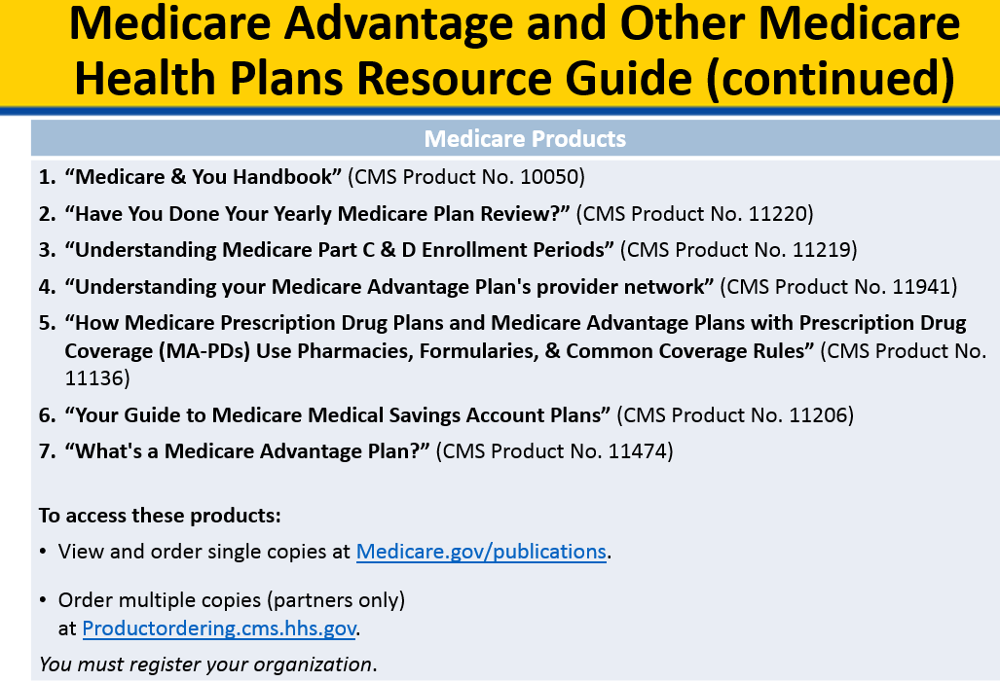 Medicare Advantage and Other Medicare
Health Plans Resource Guide (continued)
Medicare Products
1. “Medicare & You Handbook” (CMS Product No. 10050)
2. “Have You Done Your Yearly Medicare Plan Review?” (CMS Product No. 11220)
3. “Understanding Medicare Part C & D Enrollment Periods” (CMS Product No. 11219)
4. “Understanding your Medicare Advantage Plan's provider network” (CMS Product No. 11941)
5. “How Medicare Prescription Drug Plans and Medicare Advantage Plans with Prescription Drug
Coverage (MA-PDs) Use Pharmacies, Formularies, & Common Coverage Rules” (CMS Product No.
11136)
6. “Your Guide to Medicare Medical Savings Account Plans” (CMS Product No. 11206)
7. “What's a Medicare Advantage Plan?” (CMS Product No. 11474)
To access these products:
• View and order single copies at Medicare.gov/publications.
• Order multiple copies (partners only)
at Productordering.cms.hhs.gov.
You must register your organization.